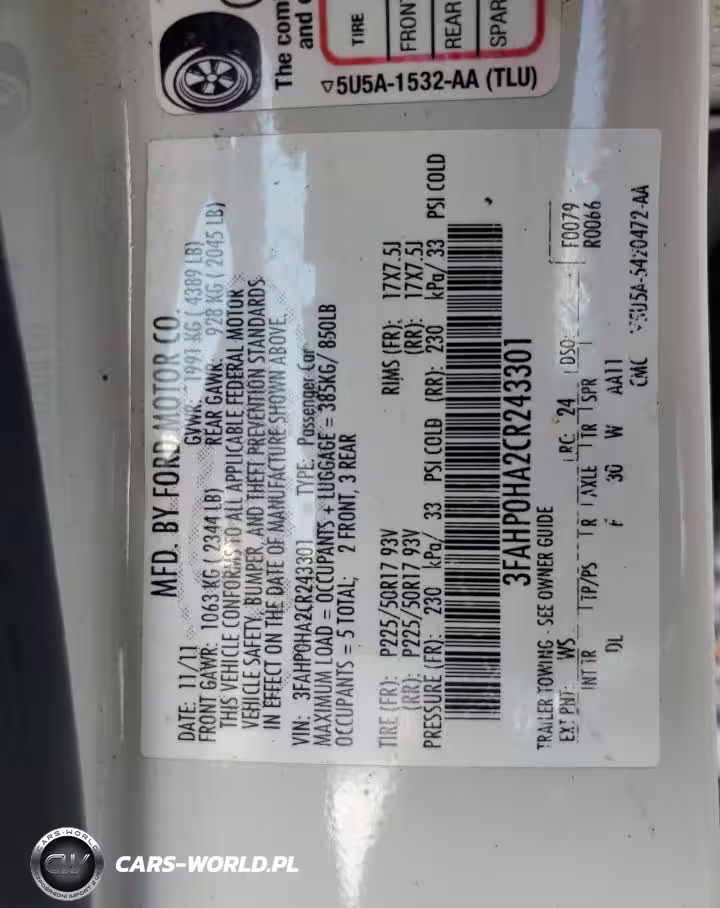 The com
and c
TIRE
FRONT
REAR
SPAR
▽5U5A-1532-AA (TLU)
MFD. BY FORD MOTOR CO.
DATE: 11/11 GVWR: 1991 KG ( 4389 LB)
FRONT GAWR: 1063 KG ( 2344 LB) REAR GAWR: 928 KG ( 2045 LB)
THIS VEHICLE CONFORMS TO ALL APPLICABLE FEDERAL MOTOR
VEHICLE SAFETY, BUMPER, AND THEFT PREVENTION STANDARDS
IN EFFECT ON THE DATE OF MANUFACTURE SHOWN ABOVE.
VIN: 3FAHP0HA2CR243301 TYPE: Passenger Car
MAXIMUM LOAD = OCCUPANTS + LUGGAGE = 385KG/ 850LB
OCCUPANTS = 5 TOTAL; 2 FRONT, 3 REAR
TIRE (FR): P225/50R17 93V RIMS (FR): 17X7.5J
(RR): P225/50R17 93V (RR): 17X7.5J
PRESSURE (FR): 230 kPa/ 33 PSI COLD (RR): 230 kPa/ 33 PSI COLD
3FAHP0HA2CR243301
TRAILER TOWING - SEE OWNER GUIDE
EXT PNT: WS RC: 24 DSO: F0079
R0066
INT TR TP/PS R AXLE TR SPR
DL 30 W AA11
CMC 5U5A-5420472-AA
CARS-WORLD
CW
CARS-WORLD.PL